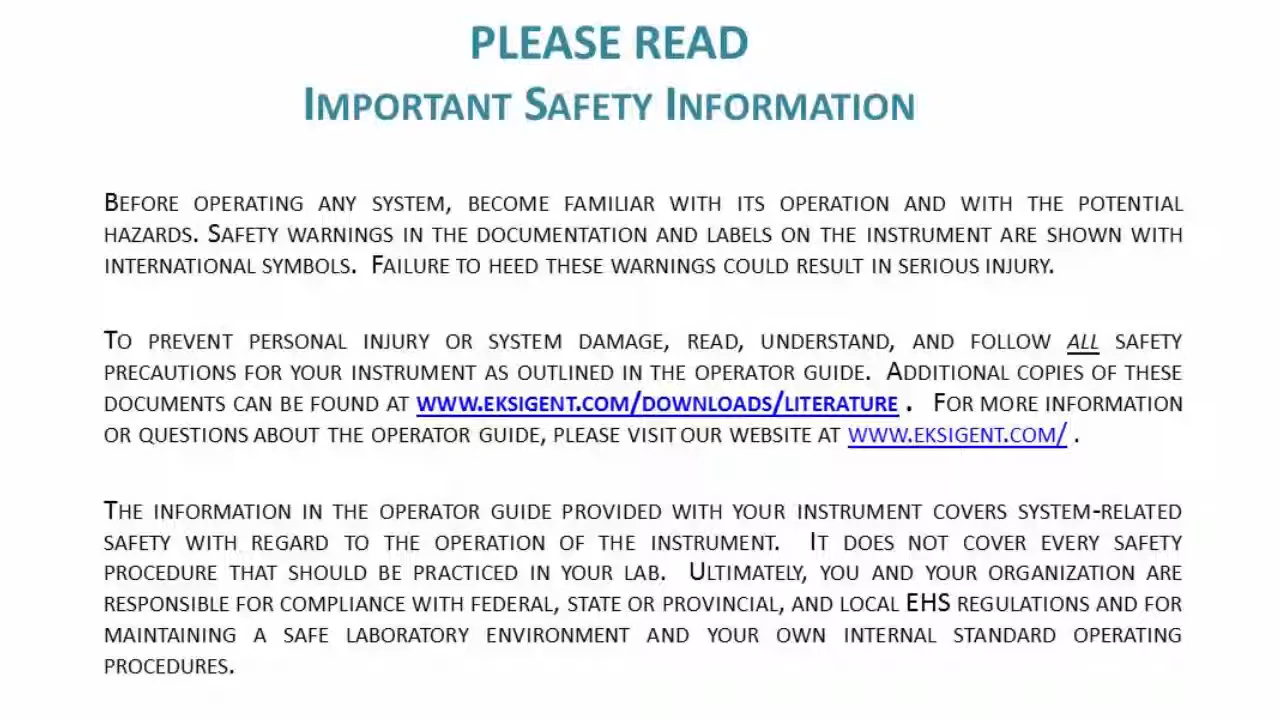 PLEASE READ
IMPORTANT SAFETY INFORMATION
BEFORE OPERATING ANY SYSTEM, BECOME FAMILIAR WITH ITS OPERATION AND WITH THE POTENTIAL
HAZARDS. SAFETY WARNINGS IN THE DOCUMENTATION AND LABELS ON THE INSTRUMENT ARE SHOWN WITH
INTERNATIONAL SYMBOLS. FAILURE TO HEED THESE WARNINGS COULD RESULT IN SERIOUS INJURY.
TO PREVENT PERSONAL INJURY OR SYSTEM DAMAGE, READ, UNDERSTAND, AND FOLLOW ALL SAFETY
PRECAUTIONS FOR YOUR INSTRUMENT AS OUTLINED IN THE OPERATOR GUIDE. ADDITIONAL COPIES OF THESE
DOCUMENTS CAN BE FOUND AT WWW.EKSIGENT.COM/DOWNLOADS/LITERATURE . FOR MORE INFORMATION
OR QUESTIONS ABOUT THE OPERATOR GUIDE, PLEASE VISIT OUR WEBSITE AT WWW.EKSIGENT.COM/ .
THE INFORMATION IN THE OPERATOR GUIDE PROVIDED WITH YOUR INSTRUMENT COVERS SYSTEM-RELATED
SAFETY WITH REGARD TO THE OPERATION OF THE INSTRUMENT. IT DOES NOT COVER EVERY SAFETY
PROCEDURE THAT SHOULD BE PRACTICED IN YOUR LAB. ULTIMATELY, YOU AND YOUR ORGANIZATION ARE
RESPONSIBLE FOR COMPLIANCE WITH FEDERAL, STATE OR PROVINCIAL, AND LOCAL EHS REGULATIONS AND FOR
MAINTAINING A SAFE LABORATORY ENVIRONMENT AND YOUR OWN INTERNAL STANDARD OPERATING
PROCEDURES.